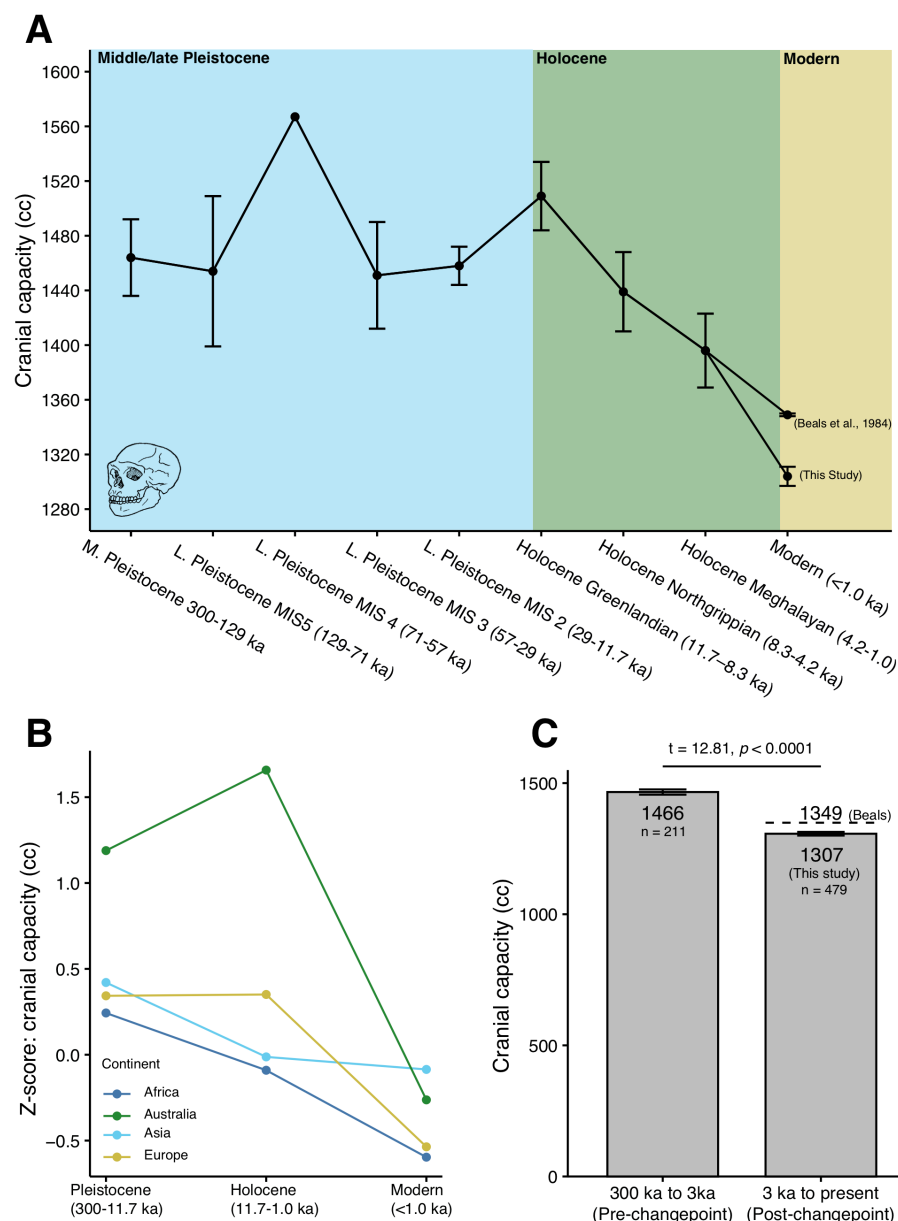 A
Middle/late Pleistocene
Holocene
Modern
Cranial capacity (cc)
1600
1560
1520
1480
1440
1400
1360
1320
1280
(Beals et al., 1984)
(This Study)
M. Pleistocene 300-129 ka
L. Pleistocene MIS5 (129-71 ka)
L. Pleistocene MIS 4 (71-57 ka)
L. Pleistocene MIS 3 (57-29 ka)
L. Pleistocene MIS 2 (29-11.7 ka)
Holocene Greenlandian (11.7–8.3 ka)
Holocene Northgrippian (8.3-4.2 ka)
Holocene Meghalayan (4.2-1.0)
Modern (<1.0 ka)
B
Z-score: cranial capacity (cc)
1.5
1.0
0.5
0.0
−0.5
Continent
Africa
Australia
Asia
Europe
Pleistocene
(300-11.7 ka)
Holocene
(11.7-1.0 ka)
Modern
(<1.0 ka)
C
t = 12.81, p < 0.0001
Cranial capacity (cc)
1500
1000
500
0
1466
n = 211
1349 (Beals)
1307
(This study)
n = 479
300 ka to 3ka
(Pre-changepoint)
3 ka to present
(Post-changepoint)